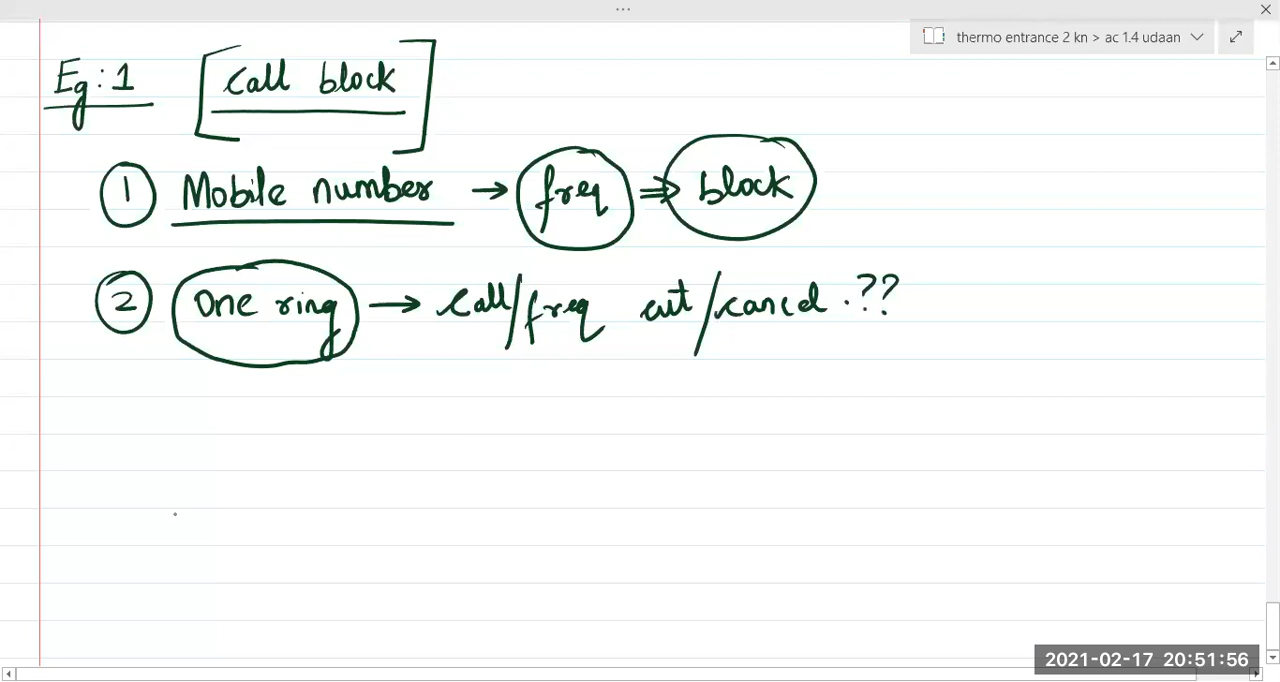 ...
thermo entrance 2 kn > ac 1.4 udaan
Eg:1 [call block]
① Mobile number → freq ⇒ block
② One ring → call/freq cut/cancel.??
2021-02-17 20:51:56